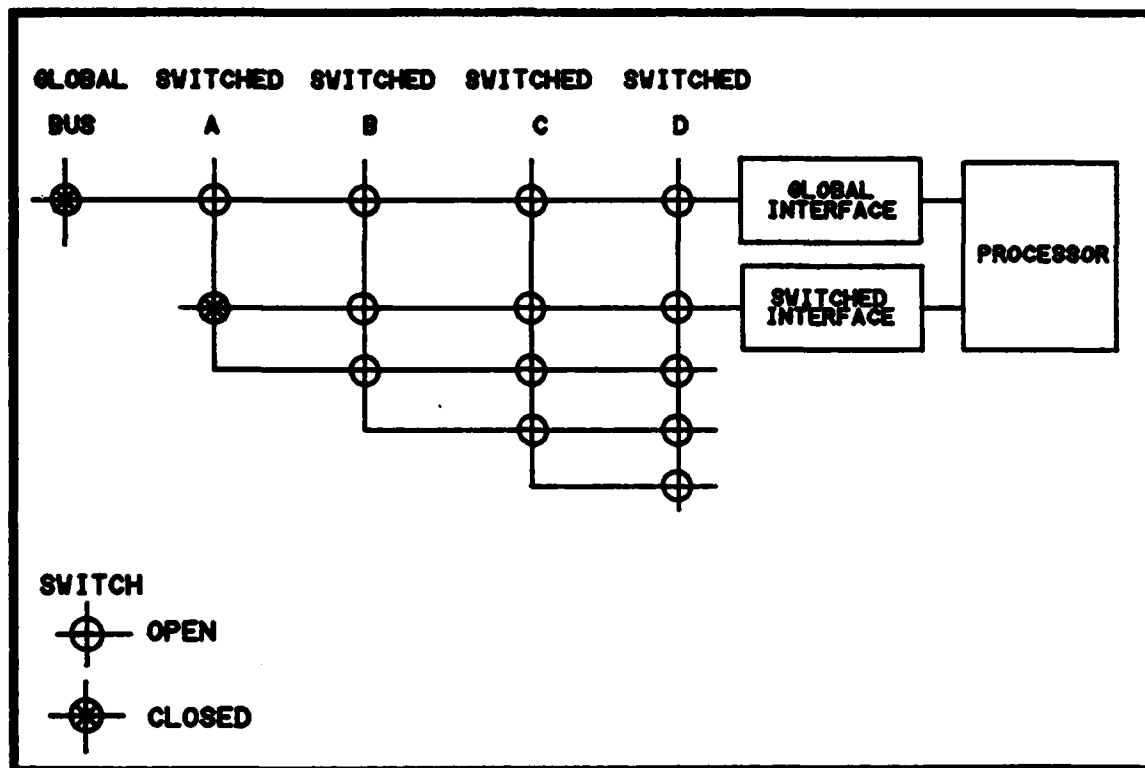 GLOBAL SWITCHED SWITCHED SWITCHED SWITCHED
BUS A B C D
GLOBAL
INTERFACE
PROCESSOR
SWITCHED
INTERFACE
SWITCH
OPEN
CLOSED